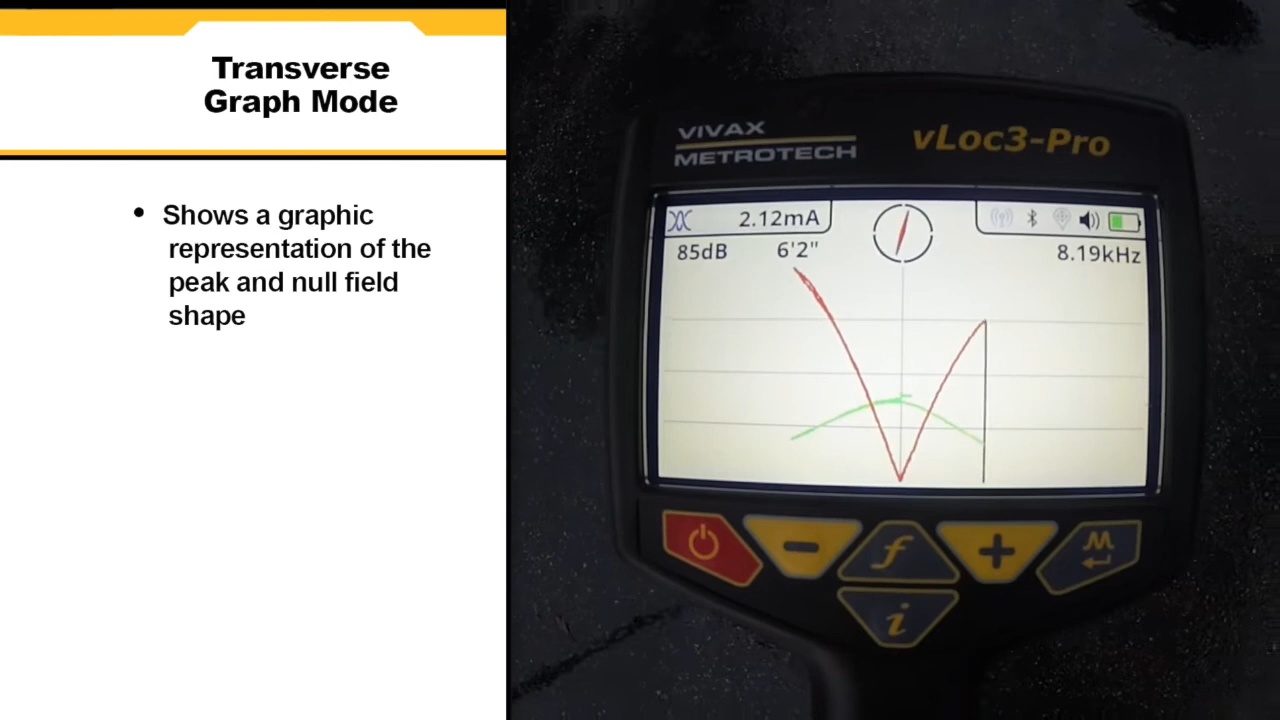 Transverse
Graph Mode
• Shows a graphic
representation of the
peak and null field
shape
VIVAX
METROTECH
vLoc3-Pro
2.12mA
85dB 6'2" 8.19kHz
f
i